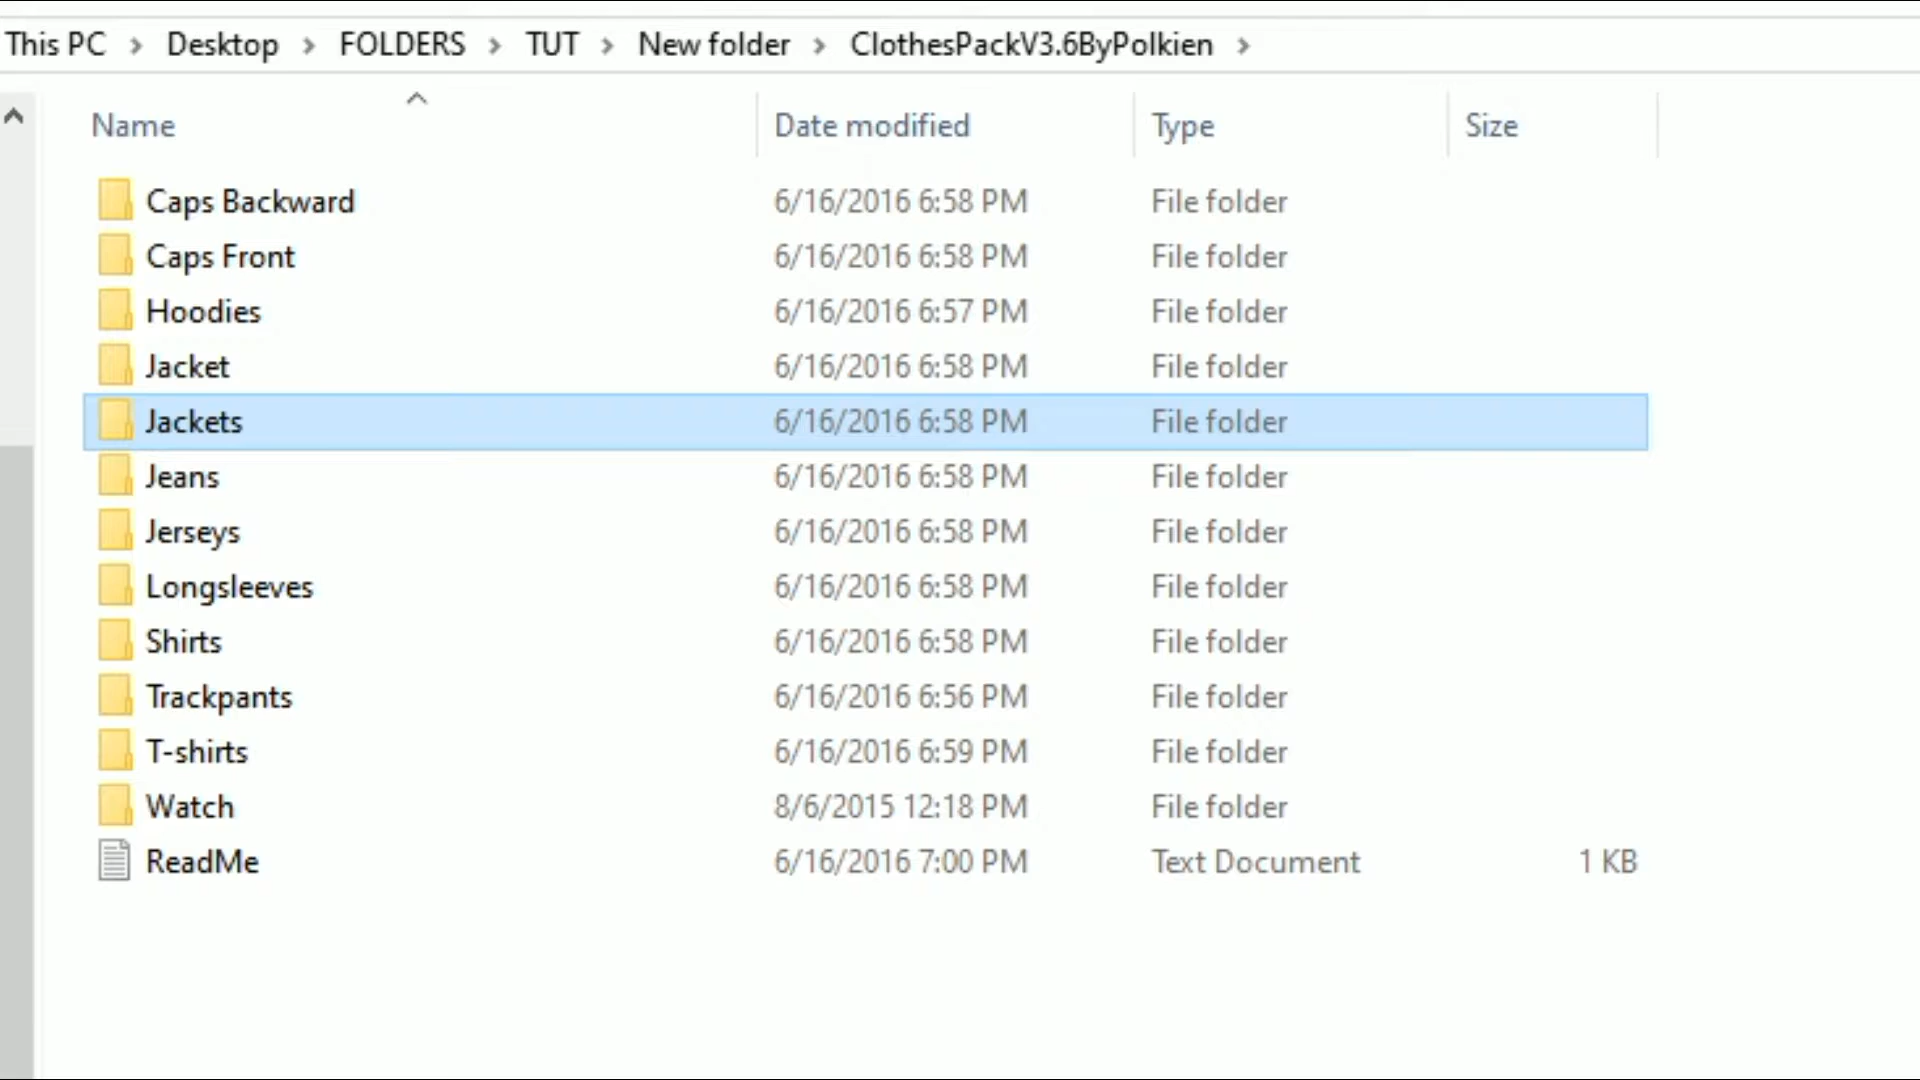 This PC > Desktop > FOLDERS > TUT > New folder > ClothesPackV3.6ByPolkien >
Name Date modified Type Size
Caps Backward 6/16/2016 6:58 PM File folder
Caps Front 6/16/2016 6:58 PM File folder
Hoodies 6/16/2016 6:57 PM File folder
Jacket 6/16/2016 6:58 PM File folder
Jackets 6/16/2016 6:58 PM File folder
Jeans 6/16/2016 6:58 PM File folder
Jerseys 6/16/2016 6:58 PM File folder
Longsleeves 6/16/2016 6:58 PM File folder
Shirts 6/16/2016 6:58 PM File folder
Trackpants 6/16/2016 6:56 PM File folder
T-shirts 6/16/2016 6:59 PM File folder
Watch 8/6/2015 12:18 PM File folder
ReadMe 6/16/2016 7:00 PM Text Document 1 KB